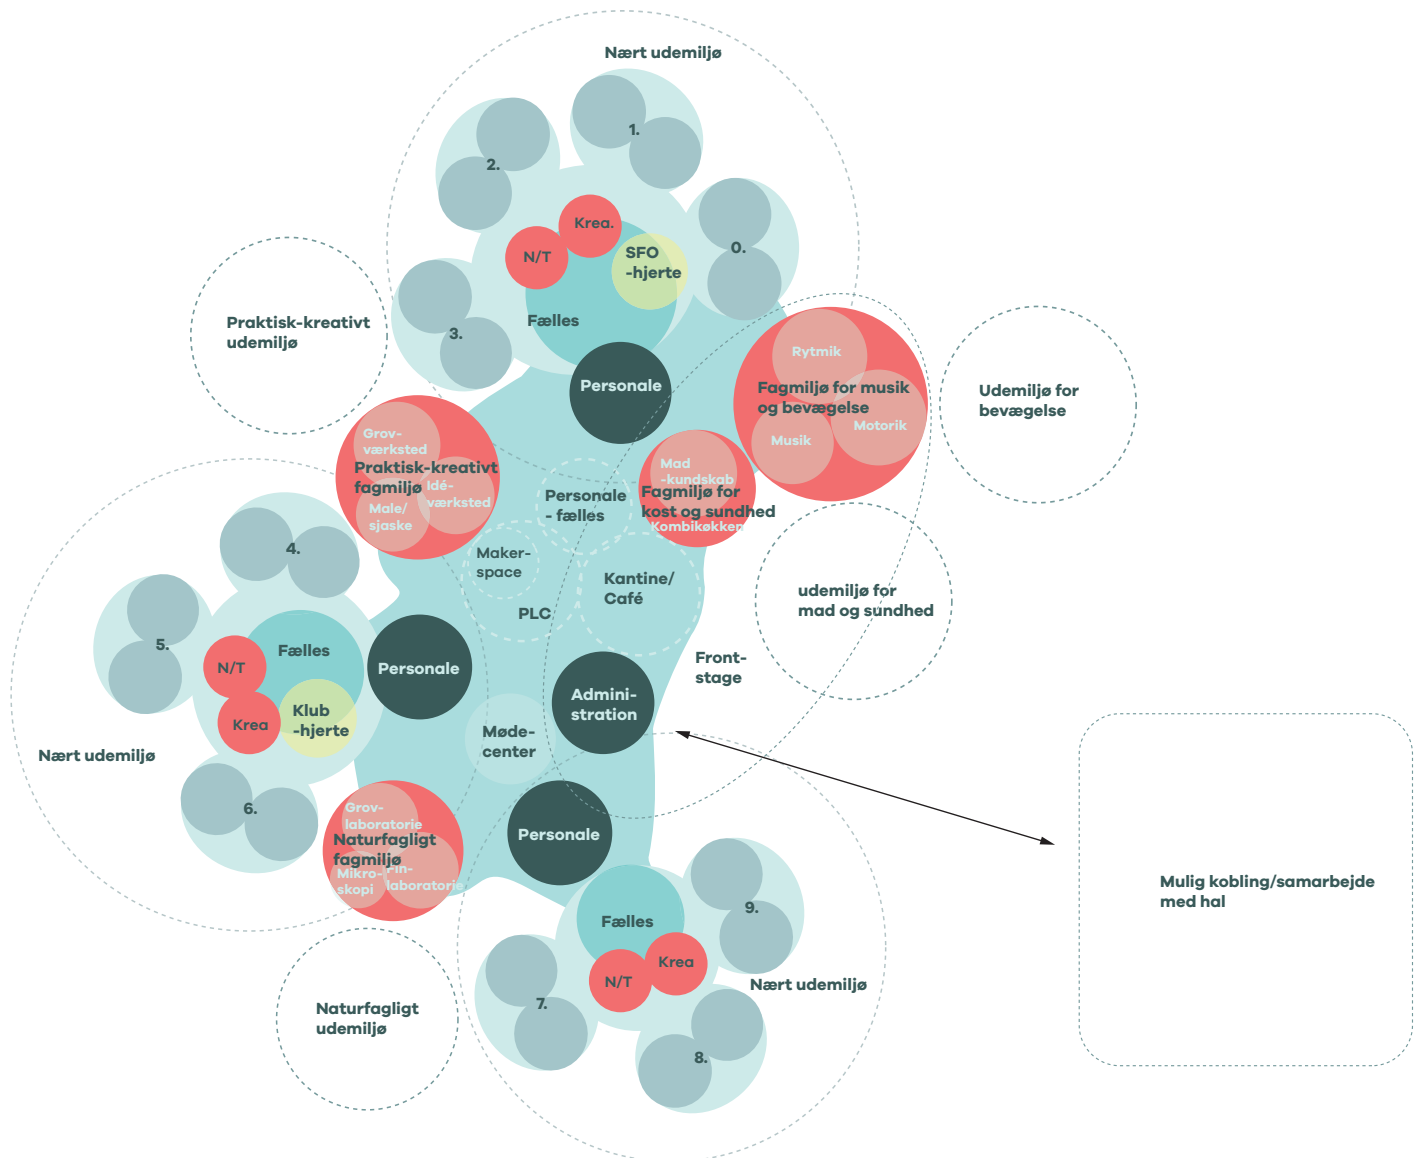 Nært udemiljø
1.
2.
0.
3.
Krea.
N/T
SFO
-hjerte
Fælles
Personale
Praktisk-kreativt
udemiljø
Rytmik
Fagmiljø for musik
og bevægelse
Motorik
Musik
Udemiljø for
bevægelse
Grov-
værksted
Praktisk-kreativt
fagmiljø
Idé-
værksted
Male/
sjaske
Personale
- fælles
Mad
-kundskab
Fagmiljø for
kost og sundhed
Kombikøkken
Maker-
space
PLC
Kantine/
Café
udemiljø for
mad og sundhed
Front-
stage
4.
5.
6.
Fælles
N/T
Krea
Klub
-hjerte
Personale
Nært udemiljø
Admini-
stration
Møde-
center
Personale
Grov-
laboratorie
Naturfagligt
fagmiljø
Mikro-
skopi
Fin-
laboratorie
Naturfagligt
udemiljø
Fælles
N/T
Krea
9.
7.
8.
Nært udemiljø
Mulig kobling/samarbejde
med hal